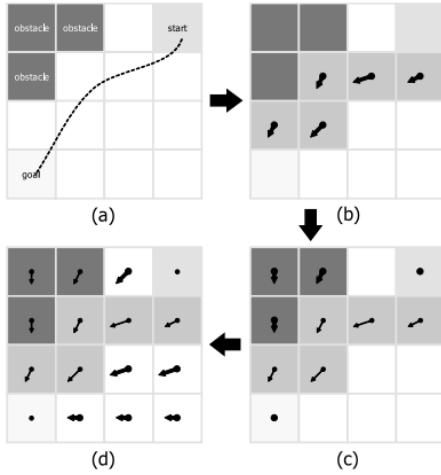 obstacle obstacle start
obstacle
goal
(a) (b)
(d) (c)